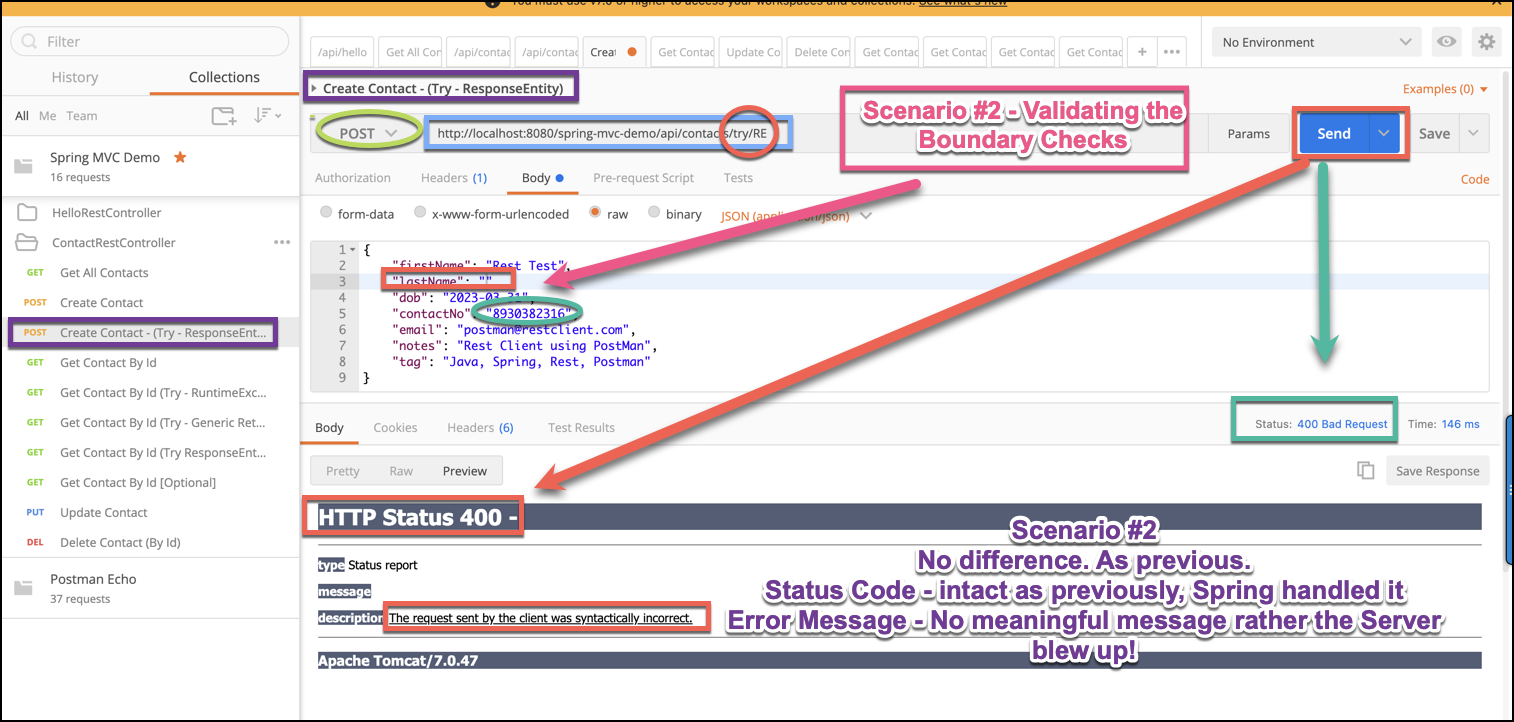 You must use v7.0 or higher to access your workspaces and collections. See what's new
Filter
History
Collections
All Me Team
Spring MVC Demo
16 requests
HelloRestController
ContactRestController
GET Get All Contacts
POST Create Contact
POST Create Contact - (Try - ResponseEnt...
GET Get Contact By Id
GET Get Contact By Id (Try - RuntimeExc...
GET Get Contact By Id (Try - Generic Ret...
GET Get Contact By Id (Try ResponseEnt...
GET Get Contact By Id [Optional]
PUT Update Contact
DEL Delete Contact (By Id)
Postman Echo
37 requests
/api/hello
Get All Con
/api/contac
/api/contac
Creat
Get Contac
Update Co
Delete Con
Get Contac
Get Contac
Get Contac
Get Contac
+
•••
No Environment
Create Contact - (Try - ResponseEntity)
Examples (0)
POST
http://localhost:8080/spring-mvc-demo/api/contacts/try/RE
Scenario #2 - Validating the
Boundary Checks
Params
Send
Save
Authorization
Headers (1)
Body
Pre-request Script
Tests
Code
form-data
x-www-form-urlencoded
raw
binary
JSON (application/json)
1 {
2 "firstName": "Rest Test",
3 "lastName": ""
4 "dob": "2023-03-31",
5 "contactNo": "8930382316",
6 "email": "postman@restclient.com",
7 "notes": "Rest Client using PostMan",
8 "tag": "Java, Spring, Rest, Postman"
9 }
Body
Cookies
Headers (6)
Test Results
Status: 400 Bad Request
Time: 146 ms
Pretty
Raw
Preview
Save Response
HTTP Status 400 -
type Status report
message
description The request sent by the client was syntactically incorrect.
Apache Tomcat/7.0.47
Scenario #2
No difference. As previous.
Status Code - intact as previously, Spring handled it
Error Message - No meaningful message rather the Server
blew up!